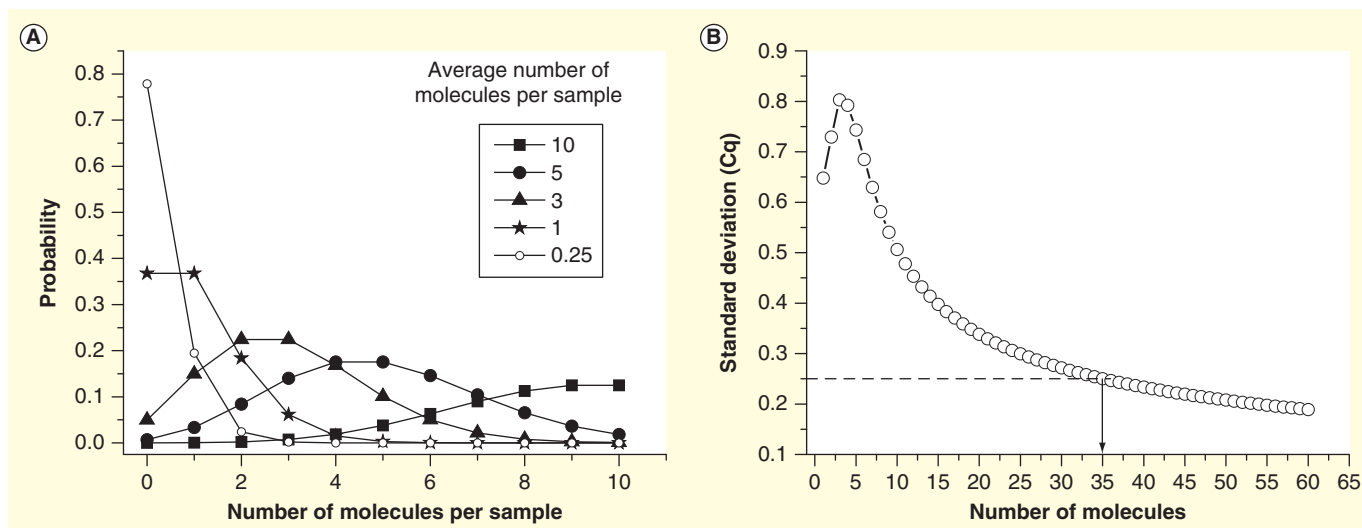 A
Probability
0.8
0.7
0.6
0.5
0.4
0.3
0.2
0.1
0.0
Average number of
molecules per sample
10
5
3
1
0.25
0 2 4 6 8 10
Number of molecules per sample
B
Standard deviation (Cq)
0.9
0.8
0.7
0.6
0.5
0.4
0.3
0.2
0.1
0 5 10 15 20 25 30 35 40 45 50 55 60 65
Number of molecules